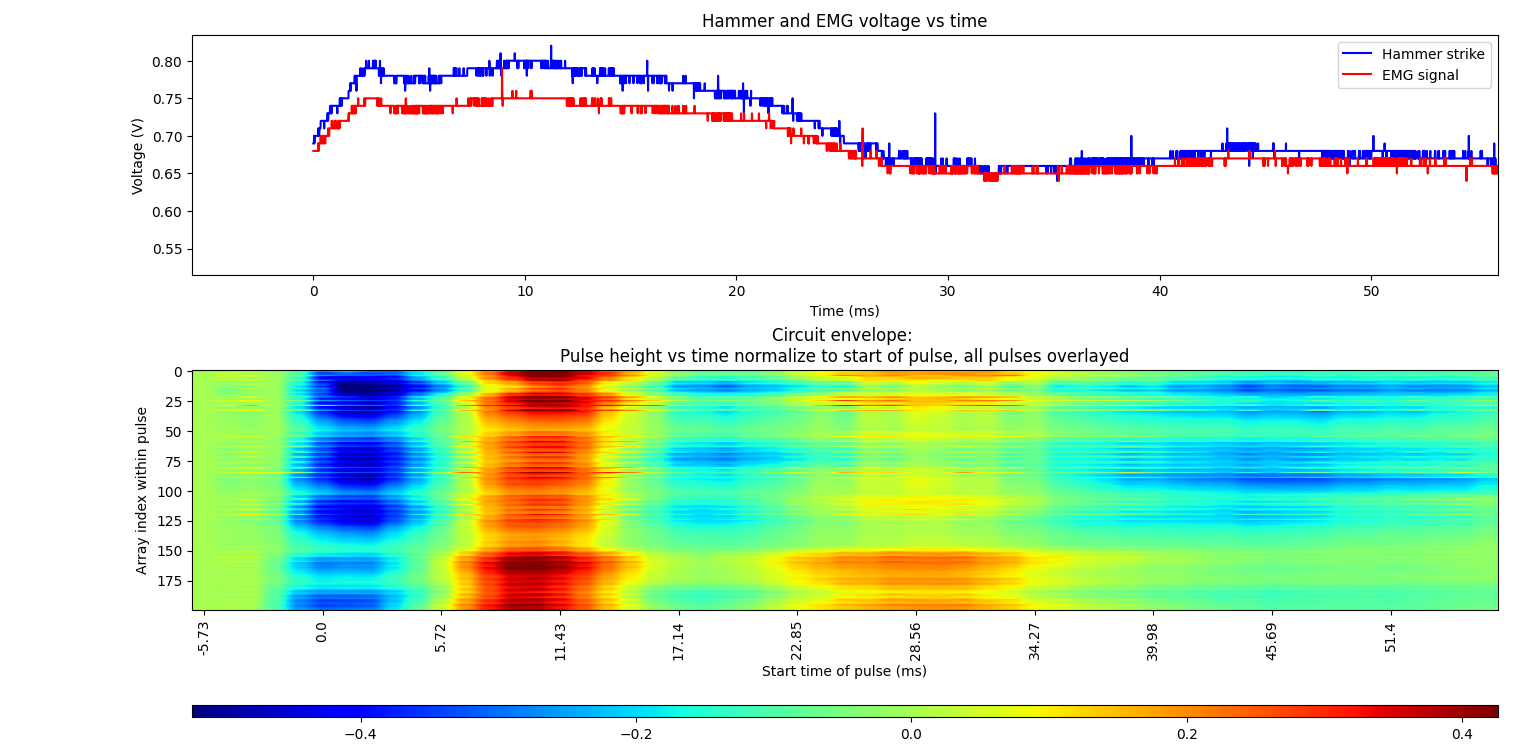 Hammer and EMG voltage vs time
Hammer strike
EMG signal
Voltage (V)
0.80
0.75
0.70
0.65
0.60
0.55
0 10 20 30 40 50
Time (ms)
Circuit envelope:
Pulse height vs time normalize to start of pulse, all pulses overlayed
Array index within pulse
0
25
50
75
100
125
150
175
-5.73 0.0 5.72 11.43 17.14 22.85 28.56 34.27 39.98 45.69 51.4
Start time of pulse (ms)
−0.4 −0.2 0.0 0.2 0.4